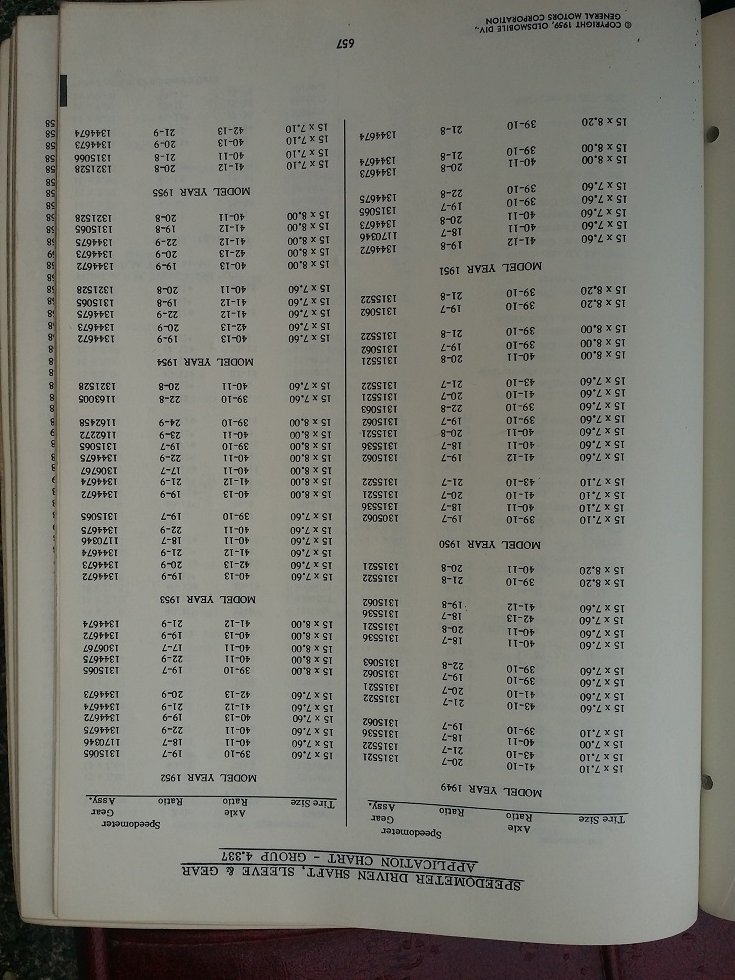 SPEEDOMETER DRIVEN SHAFT, SLEEVE & GEAR
APPLICATION CHART - GROUP 4.337
Tire Size Axle Ratio Speedometer Gear Ratio Assy.
MODEL YEAR 1949
15 x 7.10 41-10 20-7 1315521
15 x 7.10 43-10 21-7 1315522
15 x 7.00 40-11 18-7 1315536
15 x 7.10 39-10 19-7 1315062
15 x 7.60 43-10 21-7 1315522
15 x 7.60 41-10 20-7 1315521
15 x 7.60 39-10 19-7 1315062
15 x 7.60 39-10 22-8 1315063
15 x 7.60 40-11 18-7 1315536
15 x 7.60 40-11 20-8 1315521
15 x 7.60 42-13 18-7 1315536
15 x 7.60 41-12 19-8 1315062
15 x 8.20 39-10 21-8 1315522
15 x 8.20 40-11 20-8 1315521
MODEL YEAR 1950
15 x 7.10 39-10 19-7 1305062
15 x 7.10 40-11 18-7 1315536
15 x 7.10 41-10 20-7 1315521
15 x 7.10 43-10 21-7 1315522
15 x 7.60 41-12 19-7 1315062
15 x 7.60 40-11 18-7 1315536
15 x 7.60 40-11 20-8 1315521
15 x 7.60 39-10 19-7 1315062
15 x 7.60 39-10 22-8 1315063
15 x 7.60 41-10 20-7 1315521
15 x 7.60 43-10 21-7 1315522
15 x 8.00 40-11 20-8 1315521
15 x 8.00 39-10 19-7 1315062
15 x 8.00 39-10 21-8 1315522
15 x 8.20 39-10 19-7 1315062
15 x 8.20 39-10 21-8 1315522
MODEL YEAR 1951
15 x 7.60 41-12 19-8 1344672
15 x 7.60 40-11 18-7 1170346
15 x 7.60 40-11 20-8 1344673
15 x 7.60 39-10 19-7 1315065
15 x 7.60 39-10 22-8 1344675
15 x 8.00 40-11 20-8 1344673
15 x 8.00 39-10 21-8 1344674
15 x 8.20 39-10 21-8 1344674
Tire Size Axle Ratio Speedometer Gear Ratio Assy.
MODEL YEAR 1952
15 x 7.60 39-10 19-7 1315065
15 x 7.60 40-11 18-7 1170346
15 x 7.60 40-11 22-9 1344675
15 x 7.60 40-13 19-9 1344672
15 x 7.60 41-12 21-9 1344674
15 x 7.60 42-13 20-9 1344673
15 x 8.00 39-10 19-7 1315065
15 x 8.00 40-11 22-9 1344675
15 x 8.00 40-11 17-7 1306767
15 x 8.00 40-13 19-9 1344672
15 x 8.00 41-12 21-9 1344674
MODEL YEAR 1953
15 x 7.60 40-13 19-9 1344672
15 x 7.60 42-13 20-9 1344673
15 x 7.60 41-12 21-9 1344674
15 x 7.60 40-11 18-7 1170346
15 x 7.60 40-11 22-9 1344675
15 x 7.60 39-10 19-7 1315065
15 x 8.00 40-13 19-9 1344672
15 x 8.00 41-12 21-9 1344674
15 x 8.00 40-11 17-7 1306767
15 x 8.00 40-11 22-9 1344675
15 x 8.00 39-10 19-7 1315065
15 x 8.00 40-11 23-9 1162272
15 x 8.00 39-10 24-9 1162458
15 x 7.60 39-10 22-8 1163005
15 x 7.60 40-11 20-8 1321528
MODEL YEAR 1954
15 x 7.60 40-13 19-9 1344672
15 x 7.60 42-13 20-9 1344673
15 x 7.60 41-12 22-9 1344675
15 x 7.60 41-12 19-8 1315065
15 x 7.60 40-11 20-8 1321528
15 x 8.00 40-13 19-9 1344672
15 x 8.00 42-13 20-9 1344673
15 x 8.00 41-12 22-9 1344675
15 x 8.00 41-12 19-8 1315065
15 x 8.00 40-11 20-8 1321528
MODEL YEAR 1955
15 x 7.10 41-12 20-8 1321528
15 x 7.10 40-11 21-8 1315066
15 x 7.10 40-13 20-9 1344673
15 x 7.10 42-13 21-9 1344674
657
© COPYRIGHT 1959, OLDSMOBILE DIV.,
GENERAL MOTORS CORPORATION